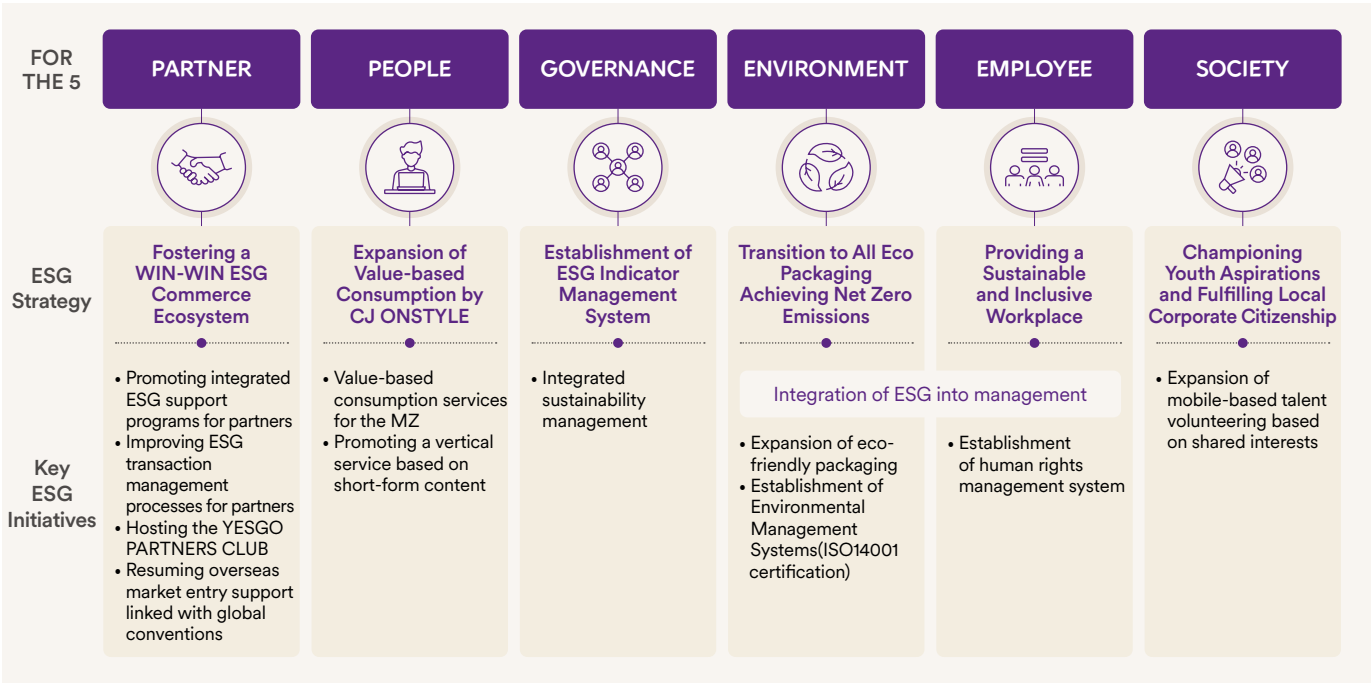 FOR
THE 5
PARTNER
PEOPLE
GOVERNANCE
ENVIRONMENT
EMPLOYEE
SOCIETY
ESG
Strategy
Fostering a
WIN-WIN ESG
Commerce
Ecosystem
Expansion of
Value-based
Consumption by
CJ ONSTYLE
Establishment of
ESG Indicator
Management
System
Transition to All Eco
Packaging
Achieving Net Zero
Emissions
Providing a
Sustainable
and Inclusive
Workplace
Championing
Youth Aspirations
and Fulfilling Local
Corporate Citizenship
Key
ESG
Initiatives
• Promoting integrated
ESG support
programs for partners
• Improving ESG
transaction
management
processes for partners
• Hosting the YESGO
PARTNERS CLUB
• Resuming overseas
market entry support
linked with global
conventions
• Value-based
consumption services
for the MZ
• Promoting a vertical
service based on
short-form content
• Integrated
sustainability
management
Integration of ESG into management
• Expansion of eco-
friendly packaging
• Establishment of
Environmental
Management
Systems(ISO14001
certification)
• Establishment
of human rights
management system
• Expansion of
mobile-based talent
volunteering based
on shared interests